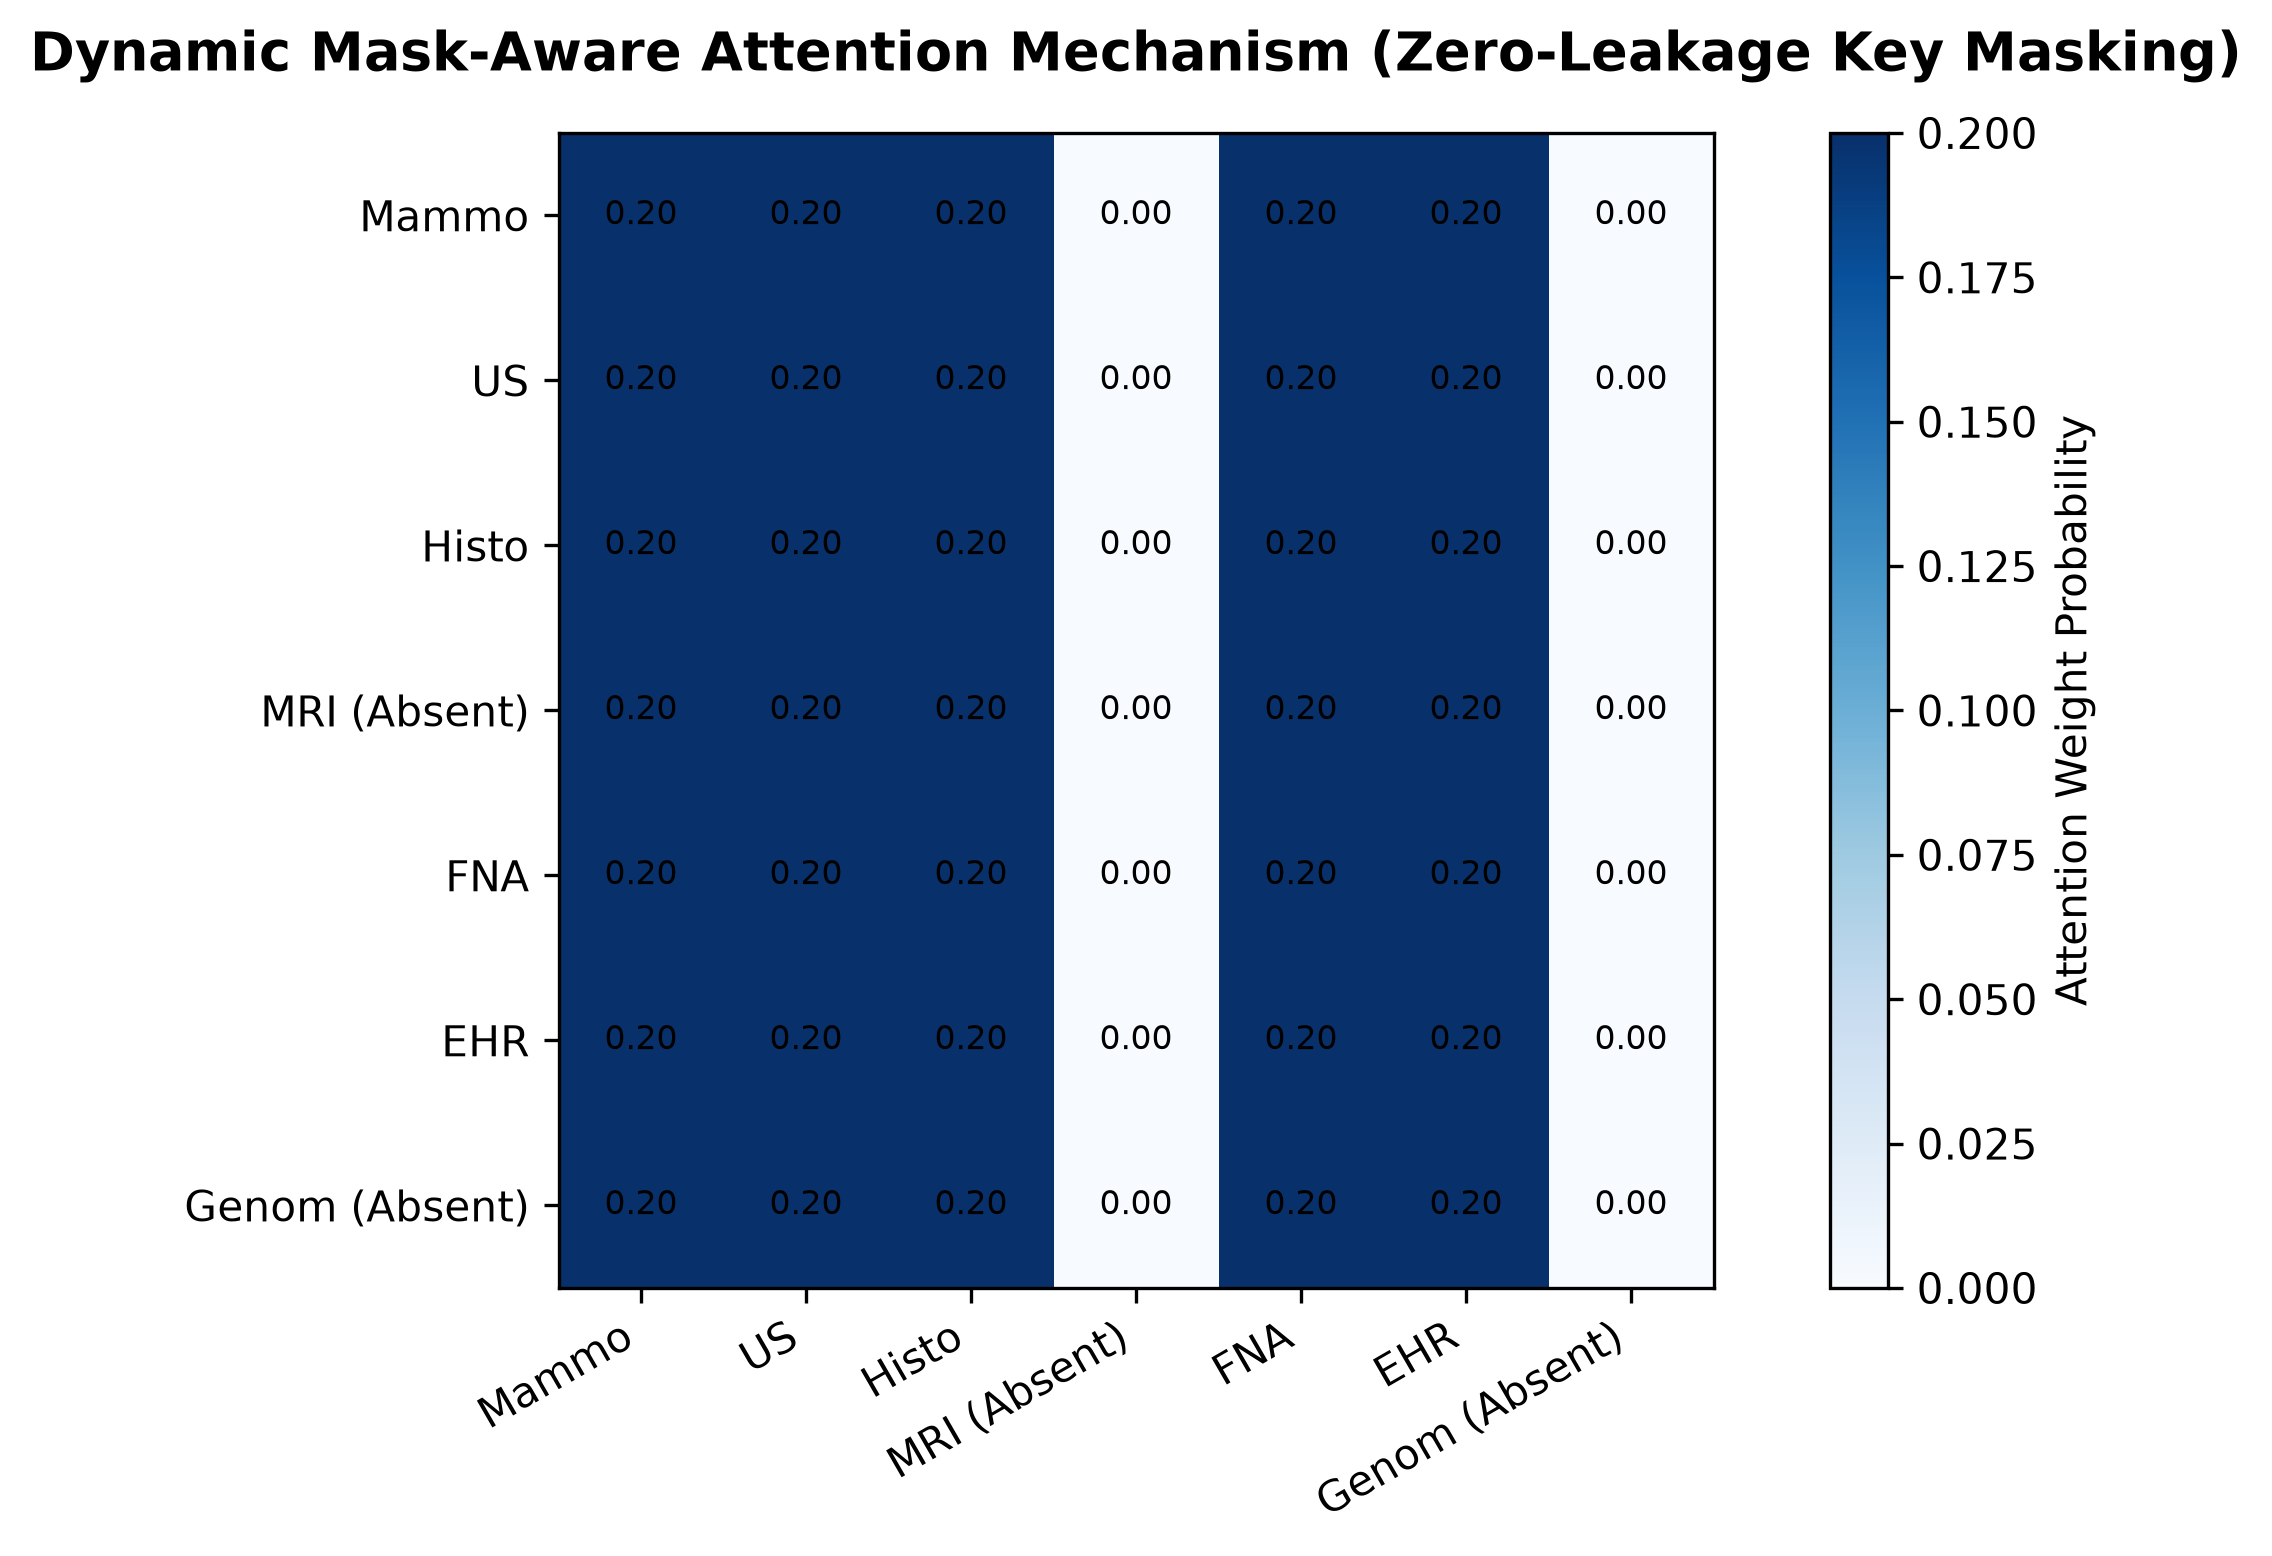 Dynamic Mask-Aware Attention Mechanism (Zero-Leakage Key Masking)
Mammo 0.20 0.20 0.20 0.00 0.20 0.20 0.00
US 0.20 0.20 0.20 0.00 0.20 0.20 0.00
Histo 0.20 0.20 0.20 0.00 0.20 0.20 0.00
MRI (Absent) 0.20 0.20 0.20 0.00 0.20 0.20 0.00
FNA 0.20 0.20 0.20 0.00 0.20 0.20 0.00
EHR 0.20 0.20 0.20 0.00 0.20 0.20 0.00
Genom (Absent) 0.20 0.20 0.20 0.00 0.20 0.20 0.00
Mammo
US
Histo
MRI (Absent)
FNA
EHR
Genom (Absent)
0.200
0.175
0.150
0.125
0.100
0.075
0.050
0.025
0.000
Attention Weight Probability